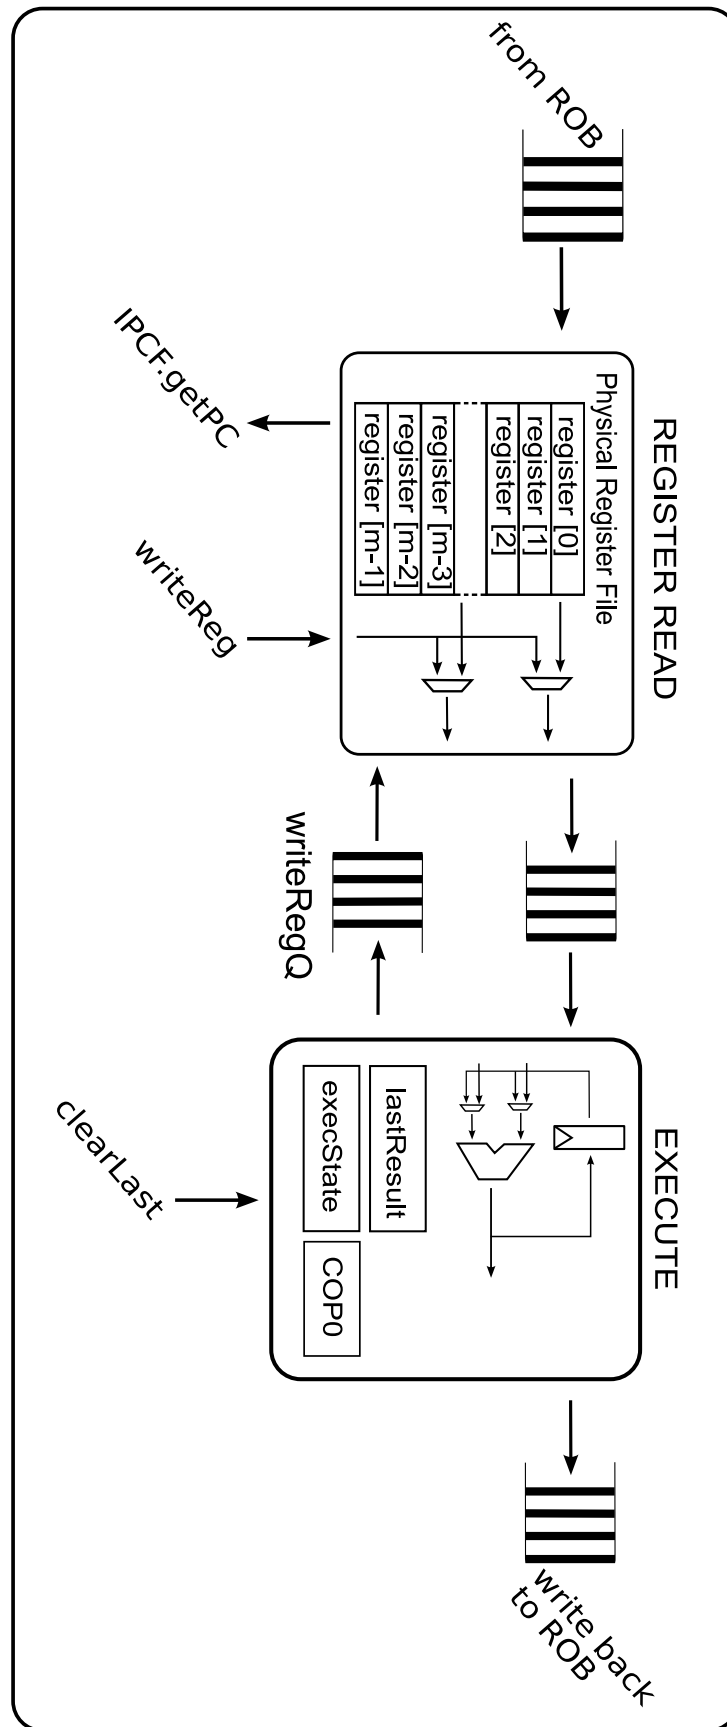 from ROB
REGISTER READ
Physical Register File
register [0]
register [1]
register [2]
register [m-3]
register [m-2]
register [m-1]
IPCF.getPC
writeReg
writeRegQ
EXECUTE
lastResult
execState
COP0
clearLast
write back
to ROB